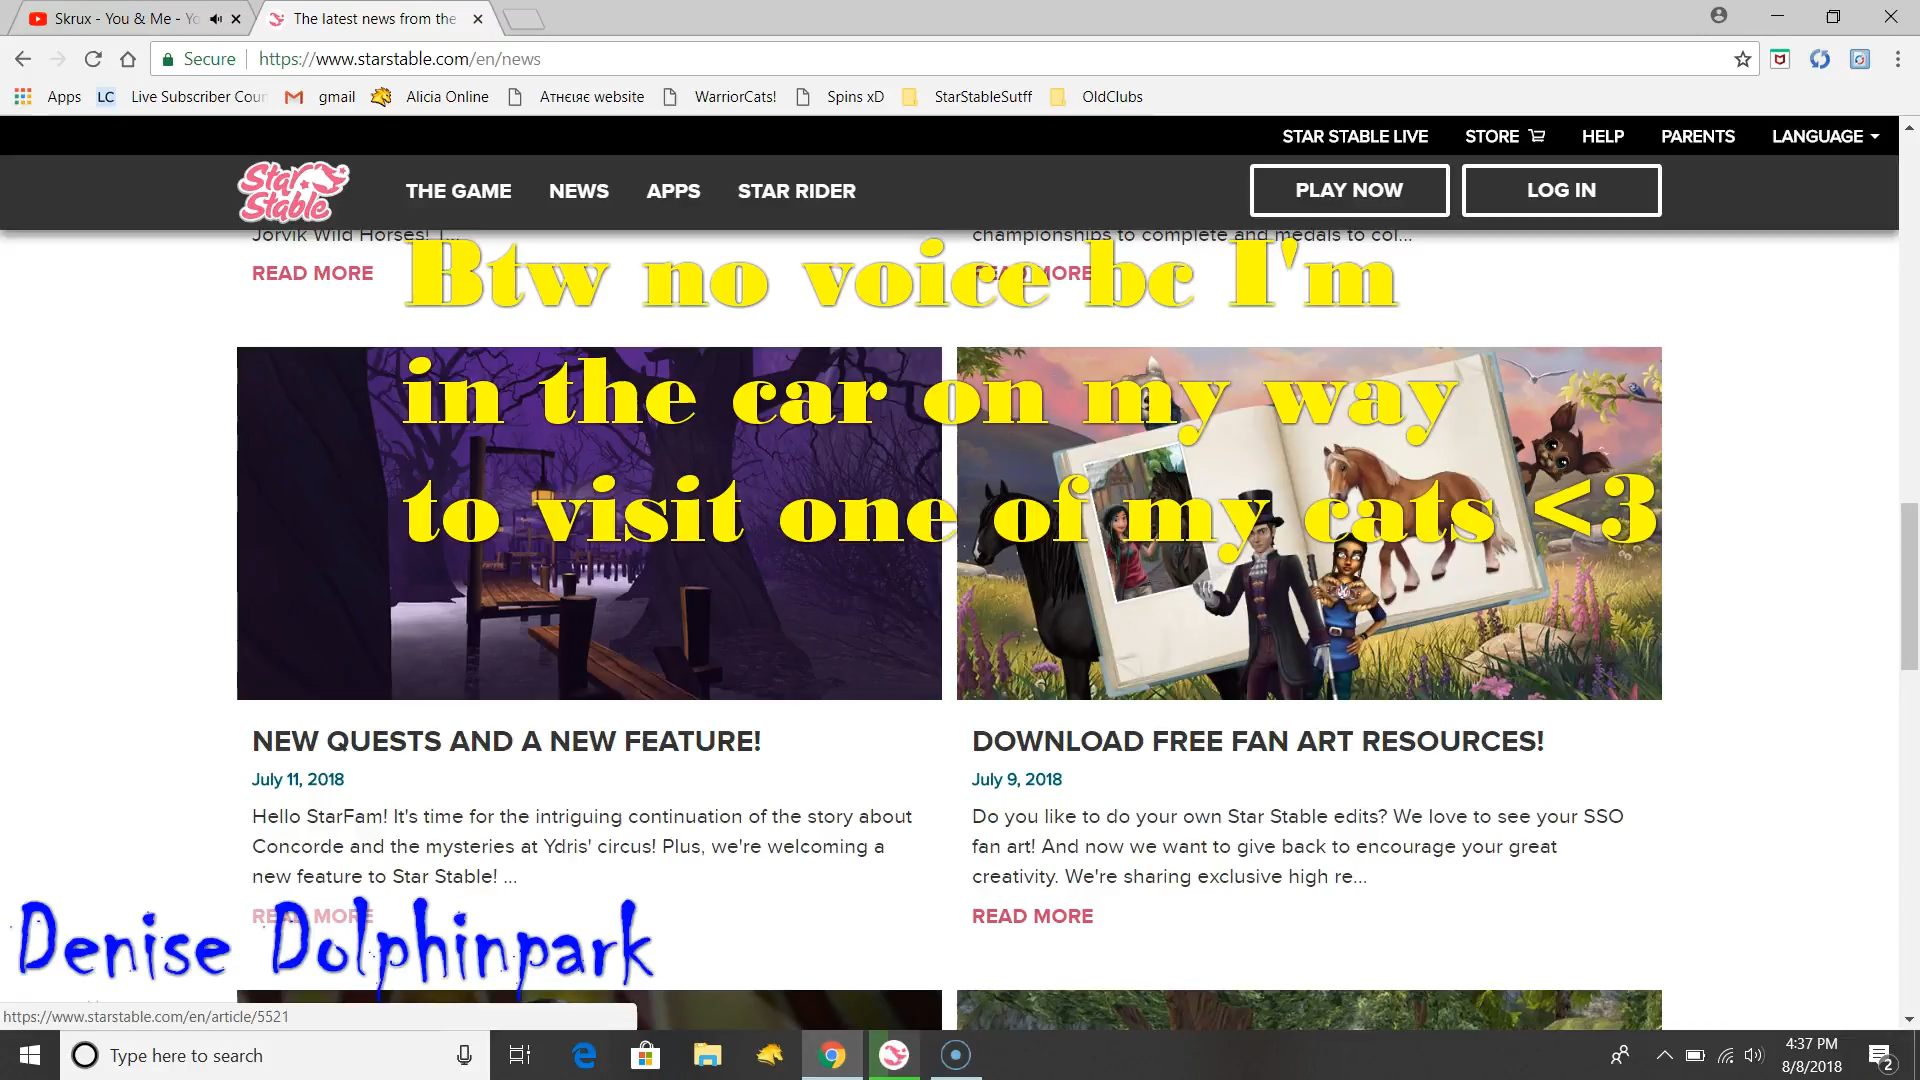 Skrux - You & Me - Yo
The latest news from the
Secure
https://www.starstable.com/en/news
Apps
LC
Live Subscriber Coun
gmail
Alicia Online
Aтнєιяє website
WarriorCats!
Spins xD
StarStableSutff
OldClubs
STAR STABLE LIVE
STORE
HELP
PARENTS
LANGUAGE
Star Stable
THE GAME
NEWS
APPS
STAR RIDER
PLAY NOW
LOG IN
Jorvik Wild Horses! T...
championships to complete and medals to col...
READ MORE
READ MORE
Btw no voice bc I'm
in the car on my way
to visit one of my cats <3
NEW QUESTS AND A NEW FEATURE!
July 11, 2018
Hello StarFam! It's time for the intriguing continuation of the story about
Concorde and the mysteries at Ydris' circus! Plus, we're welcoming a
new feature to Star Stable! ...
READ MORE
DOWNLOAD FREE FAN ART RESOURCES!
July 9, 2018
Do you like to do your own Star Stable edits? We love to see your SSO
fan art! And now we want to give back to encourage your great
creativity. We're sharing exclusive high re...
READ MORE
Denise Dolphinpark
https://www.starstable.com/en/article/5521
Type here to search
4:37 PM
8/8/2018
2